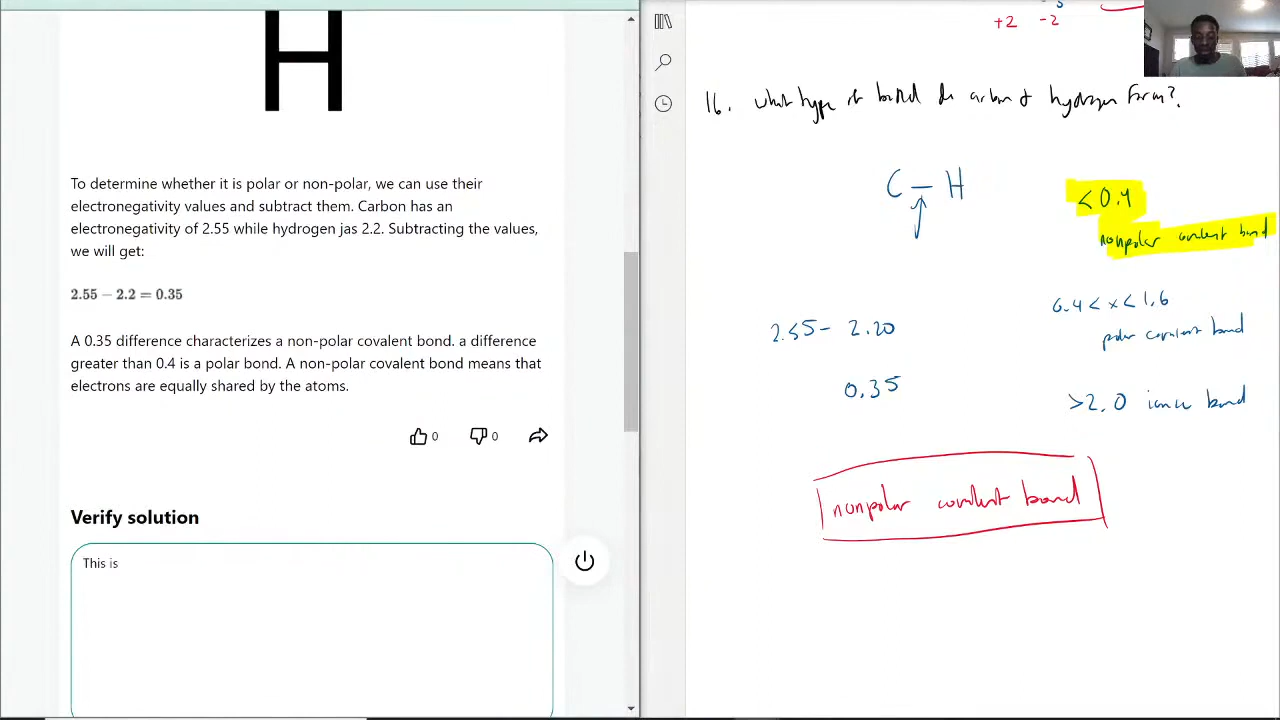 H
To determine whether it is polar or non-polar, we can use their
electronegativity values and subtract them. Carbon has an
electronegativity of 2.55 while hydrogen jas 2.2. Subtracting the values,
we will get:
2.55 − 2.2 = 0.35
A 0.35 difference characterizes a non-polar covalent bond. a difference
greater than 0.4 is a polar bond. A non-polar covalent bond means that
electrons are equally shared by the atoms.
0 0
Verify solution
This is
+2 -2
16. What type of bond do carbon & hydrogen form?
C — H
< 0.4
nonpolar covalent bond
0.4 < x < 1.6
polar covalent bond
2.55 - 2.20
0.35
>2.0 ionic bond
nonpolar covalent bond